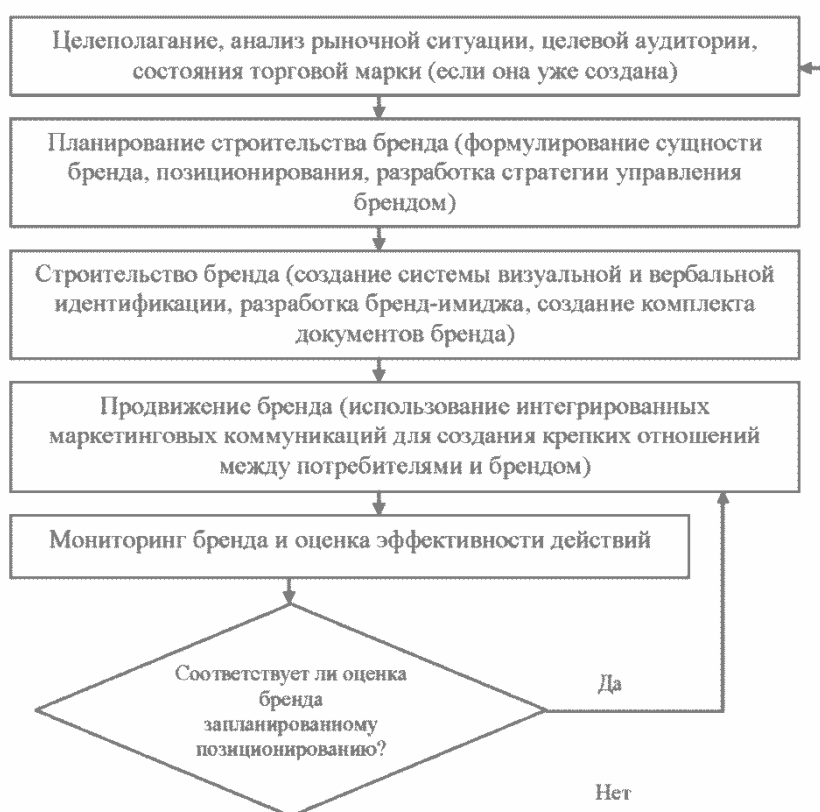 Целеполагание, анализ рыночной ситуации, целевой аудитории,
состояния торговой марки (если она уже создана)
Планирование строительства бренда (формулирование сущности
бренда, позиционирования, разработка стратегии управления
брендом)
Строительство бренда (создание системы визуальной и вербальной
идентификации, разработка бренд-имиджа, создание комплекта
документов бренда)
Продвижение бренда (использование интегрированных
маркетинговых коммуникаций для создания крепких отношений
между потребителями и брендом)
Мониторинг бренда и оценка эффективности действий
Соответствует ли оценка
бренда
запланированному
позиционированию?
Да
Нет